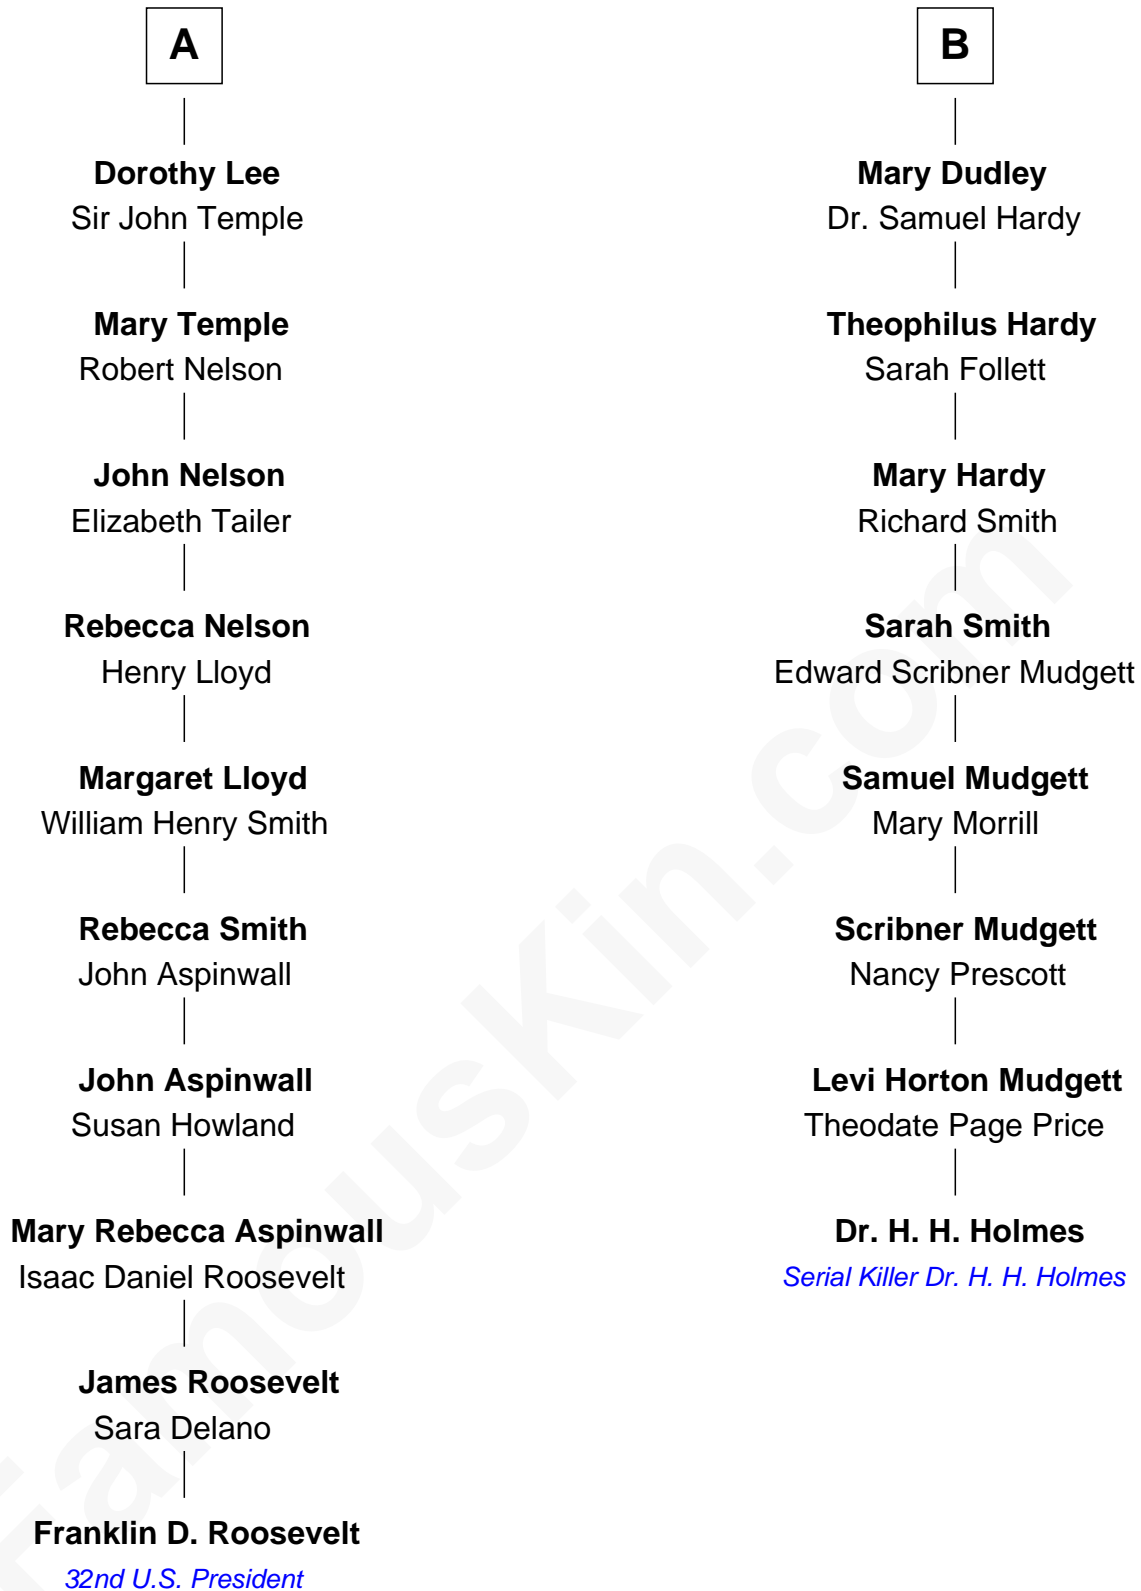 A
Dorothy Lee
Sir John Temple
Mary Temple
Robert Nelson
John Nelson
Elizabeth Tailer
Rebecca Nelson
Henry Lloyd
Margaret Lloyd
William Henry Smith
Rebecca Smith
John Aspinwall
John Aspinwall
Susan Howland
Mary Rebecca Aspinwall
Isaac Daniel Roosevelt
James Roosevelt
Sara Delano
Franklin D. Roosevelt
32nd U.S. President
B
Mary Dudley
Dr. Samuel Hardy
Theophilus Hardy
Sarah Follett
Mary Hardy
Richard Smith
Sarah Smith
Edward Scribner Mudgett
Samuel Mudgett
Mary Morrill
Scribner Mudgett
Nancy Prescott
Levi Horton Mudgett
Theodate Page Price
Dr. H. H. Holmes
Serial Killer Dr. H. H. Holmes
FamousKin.com